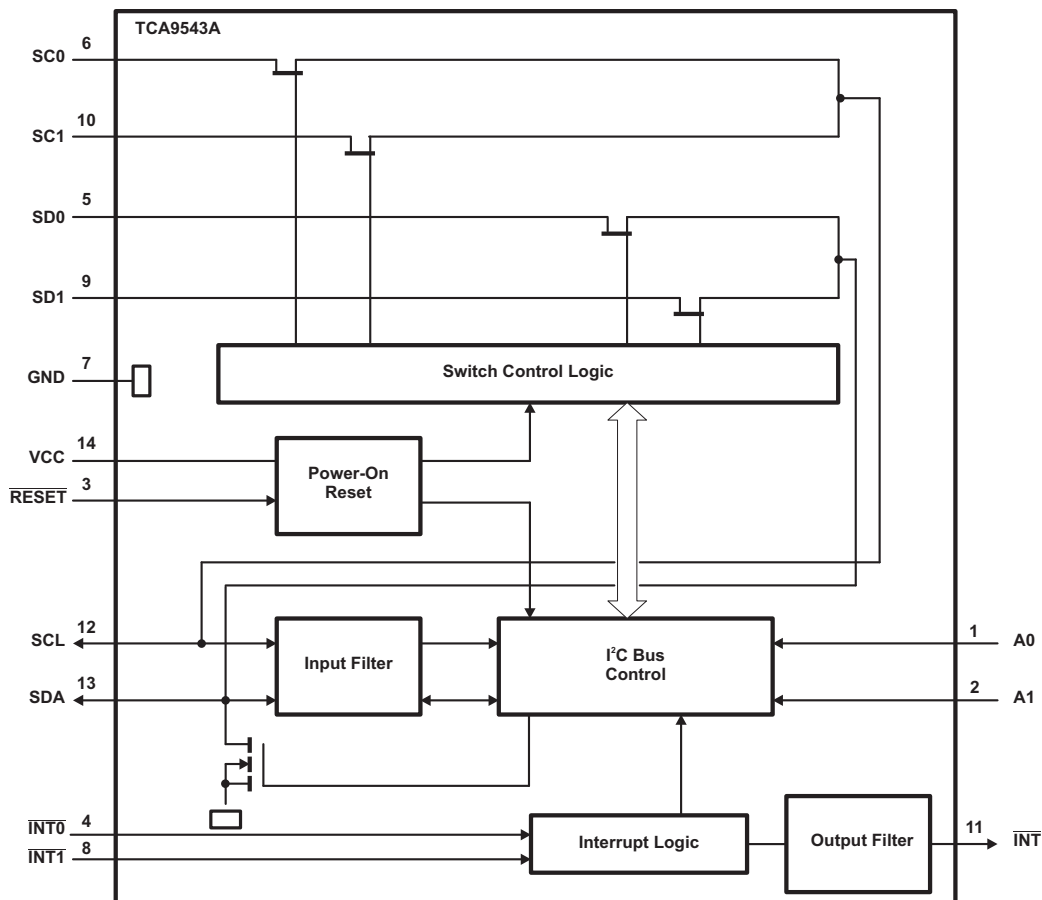 TCA9543A
SC0 6
SC1 10
SD0 5
SD1 9
GND 7
Switch Control Logic
VCC 14
RESET 3
Power-On
Reset
SCL 12
SDA 13
Input Filter
I²C Bus
Control
1 A0
2 A1
INT0 4
INT1 8
Interrupt Logic
Output Filter
11 INT